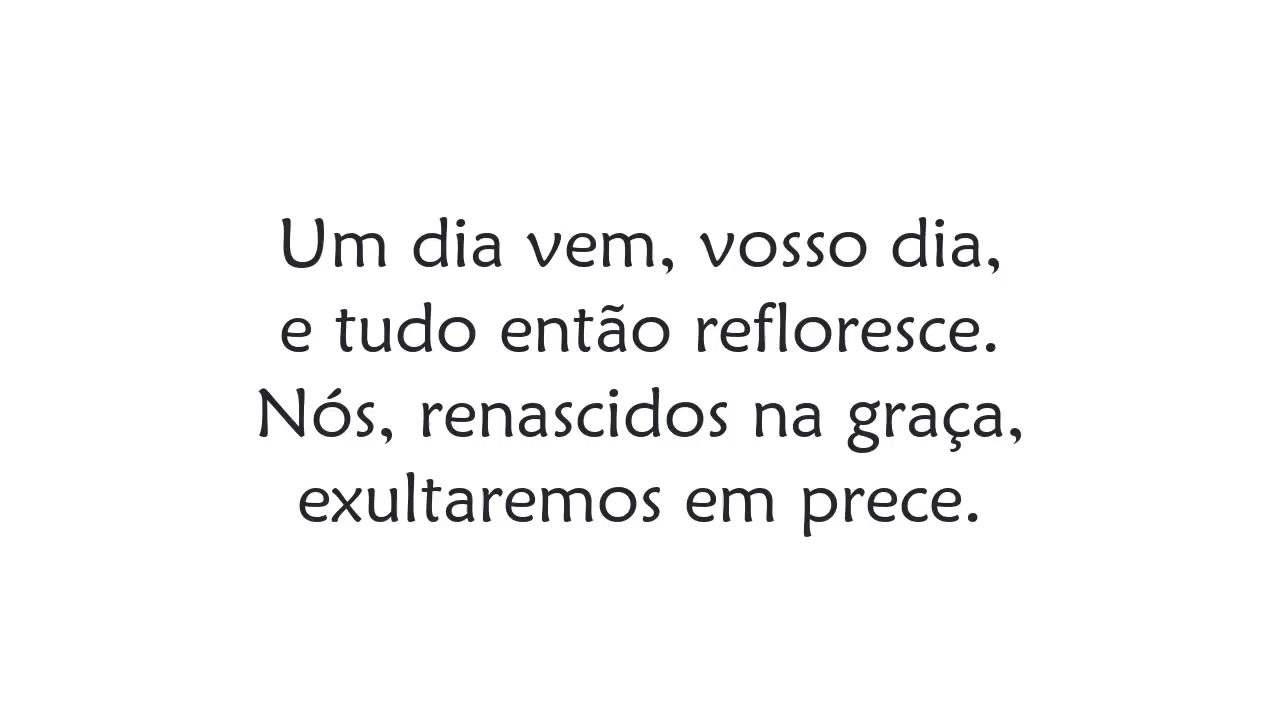 Um dia vem, vosso dia,
e tudo então refloresce.
Nós, renascidos na graça,
exultaremos em prece.